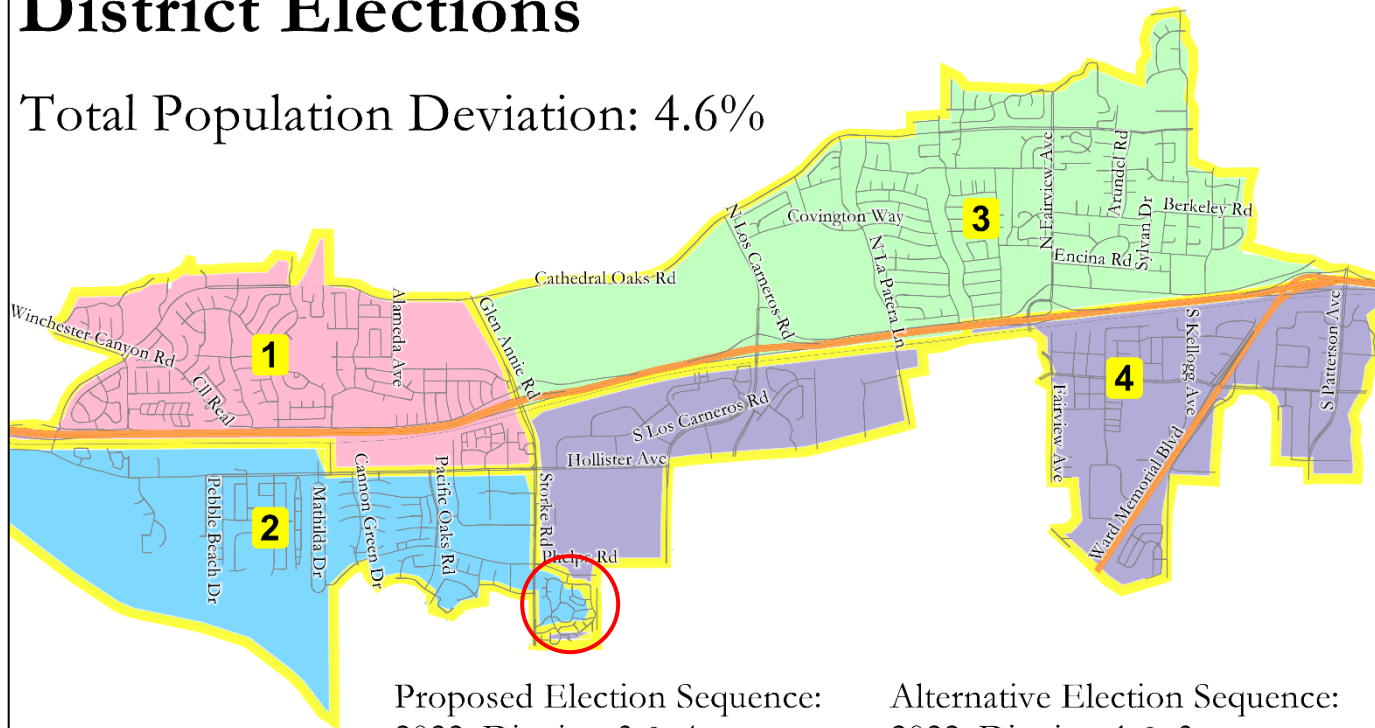 District Elections
Total Population Deviation: 4.6%
N Fairview Ave
Arundel Rd
Sylvan Dr
Berkeley Rd
Covington Way
3
N Los Carneros Rd
N La Patera Ln
Encina Rd
Cathedral Oaks Rd
Winchester Canyon Rd
Alameda Ave
Glen Annie Rd
1
Cll Real
S Kellogg Ave
S Patterson Ave
4
Fairview Ave
S Los Carneros Rd
Hollister Ave
Ward Memorial Blvd
Pebble Beach Dr
2
Mathilda Dr
Cannon Green Dr
Pacific Oaks Rd
Storke Rd
Phelps Rd
Proposed Election Sequence:
Alternative Election Sequence: